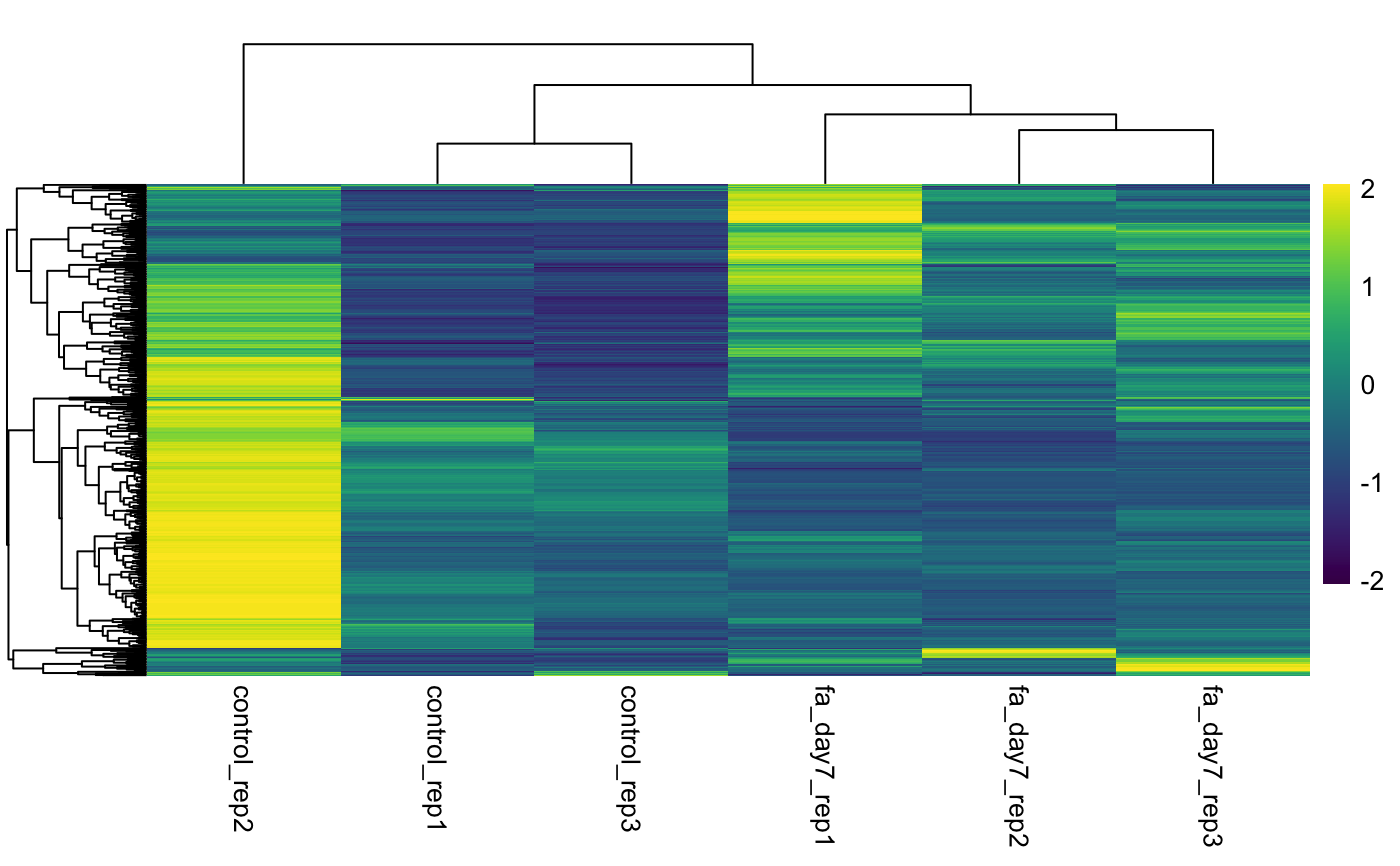 2
1
0
-1
-2
control_rep2
control_rep1
control_rep3
fa_day7_rep1
fa_day7_rep2
fa_day7_rep3